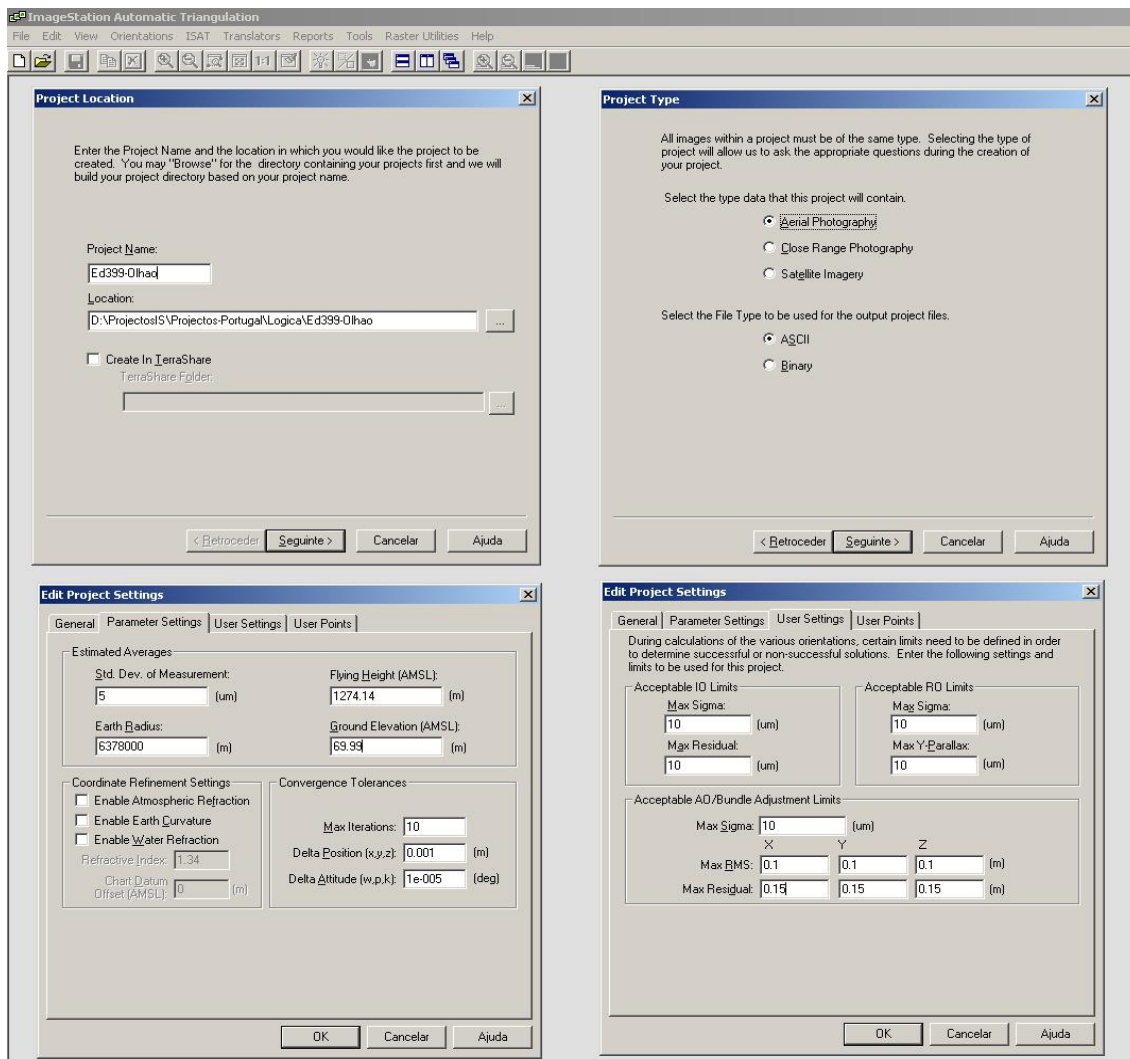 ImageStation Automatic Triangulation
File Edit View Orientations ISAT Translators Reports Tools Raster Utilities Help
1:1
Project Location
Enter the Project Name and the location in which you would like the project to be
created. You may "Browse" for the directory containing your projects first and we will
build your project directory based on your project name.
Project Name:
Ed399-Olhao
Location:
D:\ProjectosIS\Projectos-Portugal\Logica\Ed399-Olhao
...
Create In TerraShare
TerraShare Folder:
...
< Retroceder Seguinte > Cancelar Ajuda
Project Type
All images within a project must be of the same type. Selecting the type of
project will allow us to ask the appropriate questions during the creation of
your project.
Select the type data that this project will contain.
Aerial Photography
Close Range Photography
Satellite Imagery
Select the File Type to be used for the output project files.
ASCII
Binary
< Retroceder Seguinte > Cancelar Ajuda
Edit Project Settings
General Parameter Settings User Settings User Points
Estimated Averages
Std. Dev. of Measurement: Flying Height (AMSL):
5 (um) 1274.14 (m)
Earth Radius: Ground Elevation (AMSL):
6378000 (m) 69.99 (m)
Coordinate Refinement Settings
Enable Atmospheric Refraction
Enable Earth Curvature
Enable Water Refraction
Refractive Index: 1.34
Chart Datum
Offset (AMSL): 0 (m)
Convergence Tolerances
Max Iterations: 10
Delta Position (x,y,z): 0.001 (m)
Delta Attitude (w,p,k): 1e-005 (deg)
OK Cancelar Ajuda
Edit Project Settings
General Parameter Settings User Settings User Points
During calculations of the various orientations, certain limits need to be defined in order
to determine successful or non-successful solutions. Enter the following settings and
limits to be used for this project.
Acceptable IO Limits
Max Sigma:
10 (um)
Max Residual:
10 (um)
Acceptable RO Limits
Max Sigma:
10 (um)
Max Y-Parallax:
10 (um)
Acceptable AO/Bundle Adjustment Limits
Max Sigma: 10 (um)
X Y Z
Max RMS: 0.1 0.1 0.1 (m)
Max Residual: 0.15 0.15 0.15 (m)
OK Cancelar Ajuda